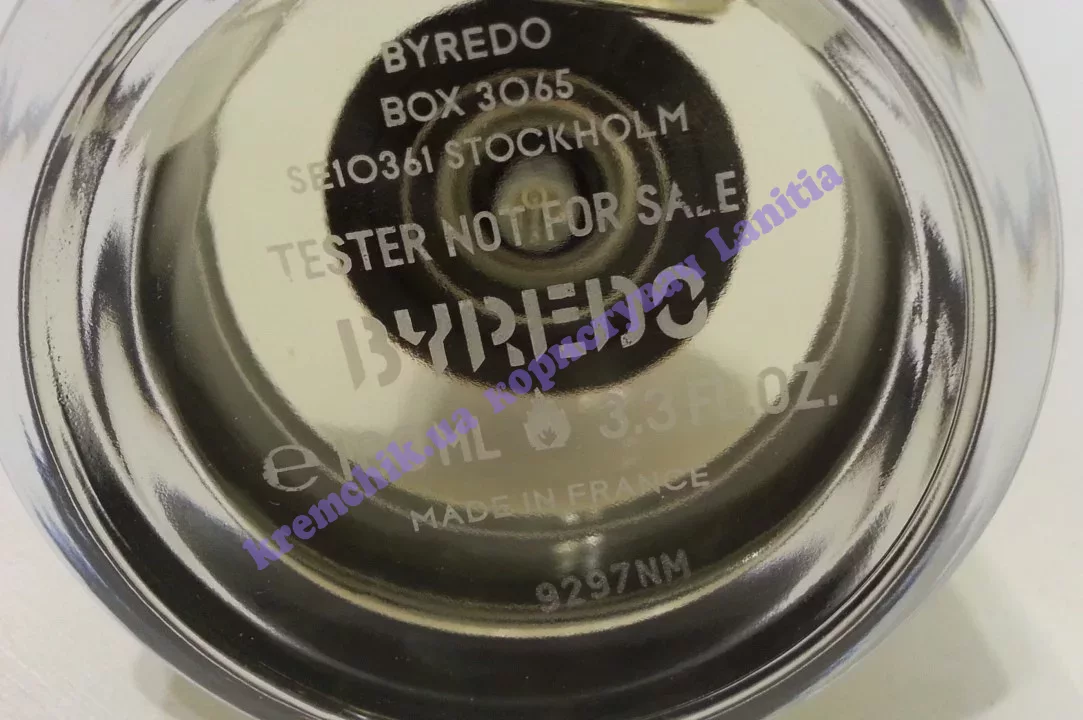 BYREDO
BOX 3065
SE10361 STOCKHOLM
TESTER NOT FOR SALE
BYREDO
e ML 3.3 FL.OZ.
MADE IN FRANCE
9297NM
kremchik.ua копистрпау Lanitia